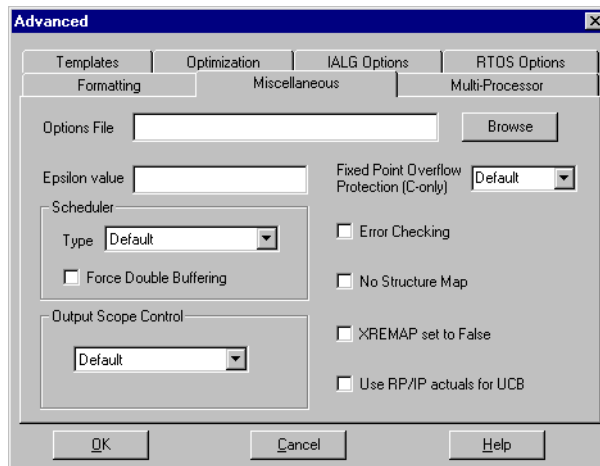 Advanced
Templates
Optimization
IALG Options
RTOS Options
Formatting
Miscellaneous
Multi-Processor
Options File
Browse
Epsilon value
Fixed Point Overflow
Protection (C-only)
Default
Scheduler
Type
Default
Force Double Buffering
Error Checking
No Structure Map
Output Scope Control
Default
XREMAP set to False
Use RP/IP actuals for UCB
OK
Cancel
Help